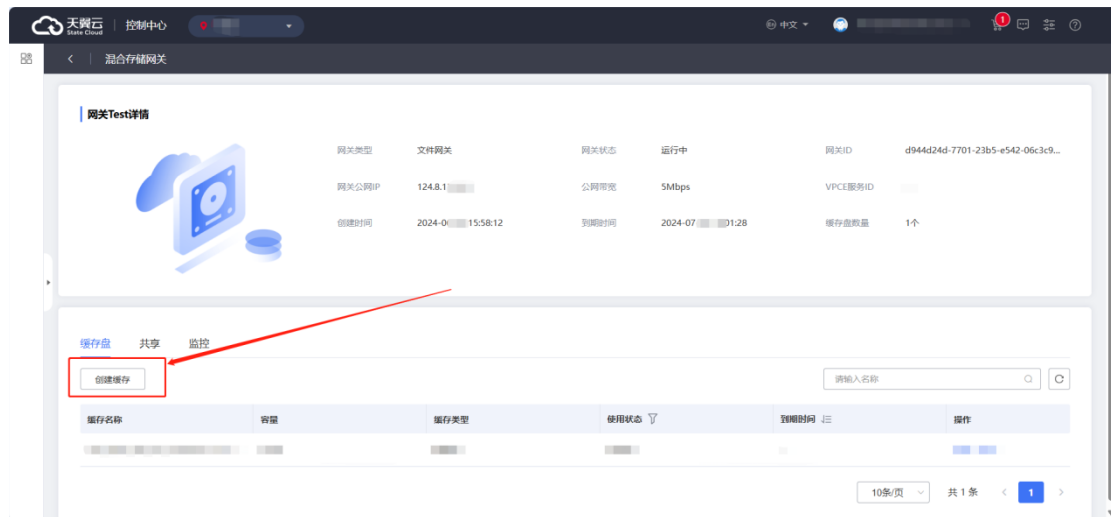 天翼云 State Cloud 控制中心 中文 1
混合存储网关
网关Test详情
网关类型 文件网关 网关状态 运行中 网关ID d944d24d-7701-23b5-e542-06c3c9...
网关公网IP 124.8.1 公网带宽 5Mbps VPCE服务ID
创建时间 2024-0 15:58:12 到期时间 2024-07 01:28 缓存盘数量 1个
缓存盘 共享 监控
创建缓存 请输入名称
缓存名称 容量 缓存类型 使用状态 到期时间 操作
10条/页 共 1 条 1